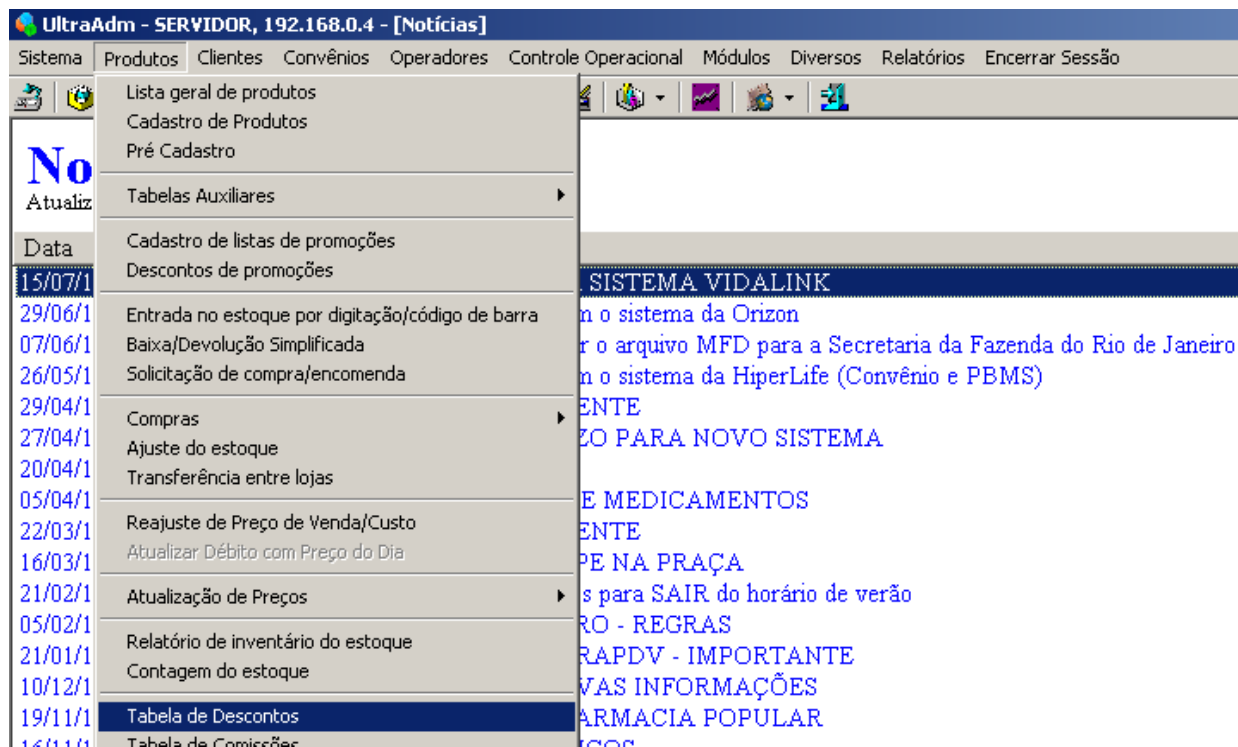 UltraAdm - SERVIDOR, 192.168.0.4 - [Notícias]
Sistema Produtos Clientes Convênios Operadores Controle Operacional Módulos Diversos Relatórios Encerrar Sessão
Lista geral de produtos
Cadastro de Produtos
Pré Cadastro
Tabelas Auxiliares
Cadastro de listas de promoções
Descontos de promoções
Entrada no estoque por digitação/código de barra
Baixa/Devolução Simplificada
Solicitação de compra/encomenda
Compras
Ajuste do estoque
Transferência entre lojas
Reajuste de Preço de Venda/Custo
Atualizar Débito com Preço do Dia
Atualização de Preços
Relatório de inventário do estoque
Contagem do estoque
Tabela de Descontos
Tabela de Comissões
No
Atualiz
Data
15/07/1 SISTEMA VIDALINK
29/06/1 m o sistema da Orizon
07/06/1 r o arquivo MFD para a Secretaria da Fazenda do Rio de Janeiro
26/05/1 m o sistema da HiperLife (Convênio e PBMS)
29/04/1 ENTE
27/04/1 ZO PARA NOVO SISTEMA
20/04/1
05/04/1 E MEDICAMENTOS
22/03/1 ENTE
16/03/1 PE NA PRAÇA
21/02/1 s para SAIR do horário de verão
05/02/1 RO - REGRAS
21/01/1 RAPDV - IMPORTANTE
10/12/1 VAS INFORMAÇÕES
19/11/1 ARMACIA POPULAR
16/11/1